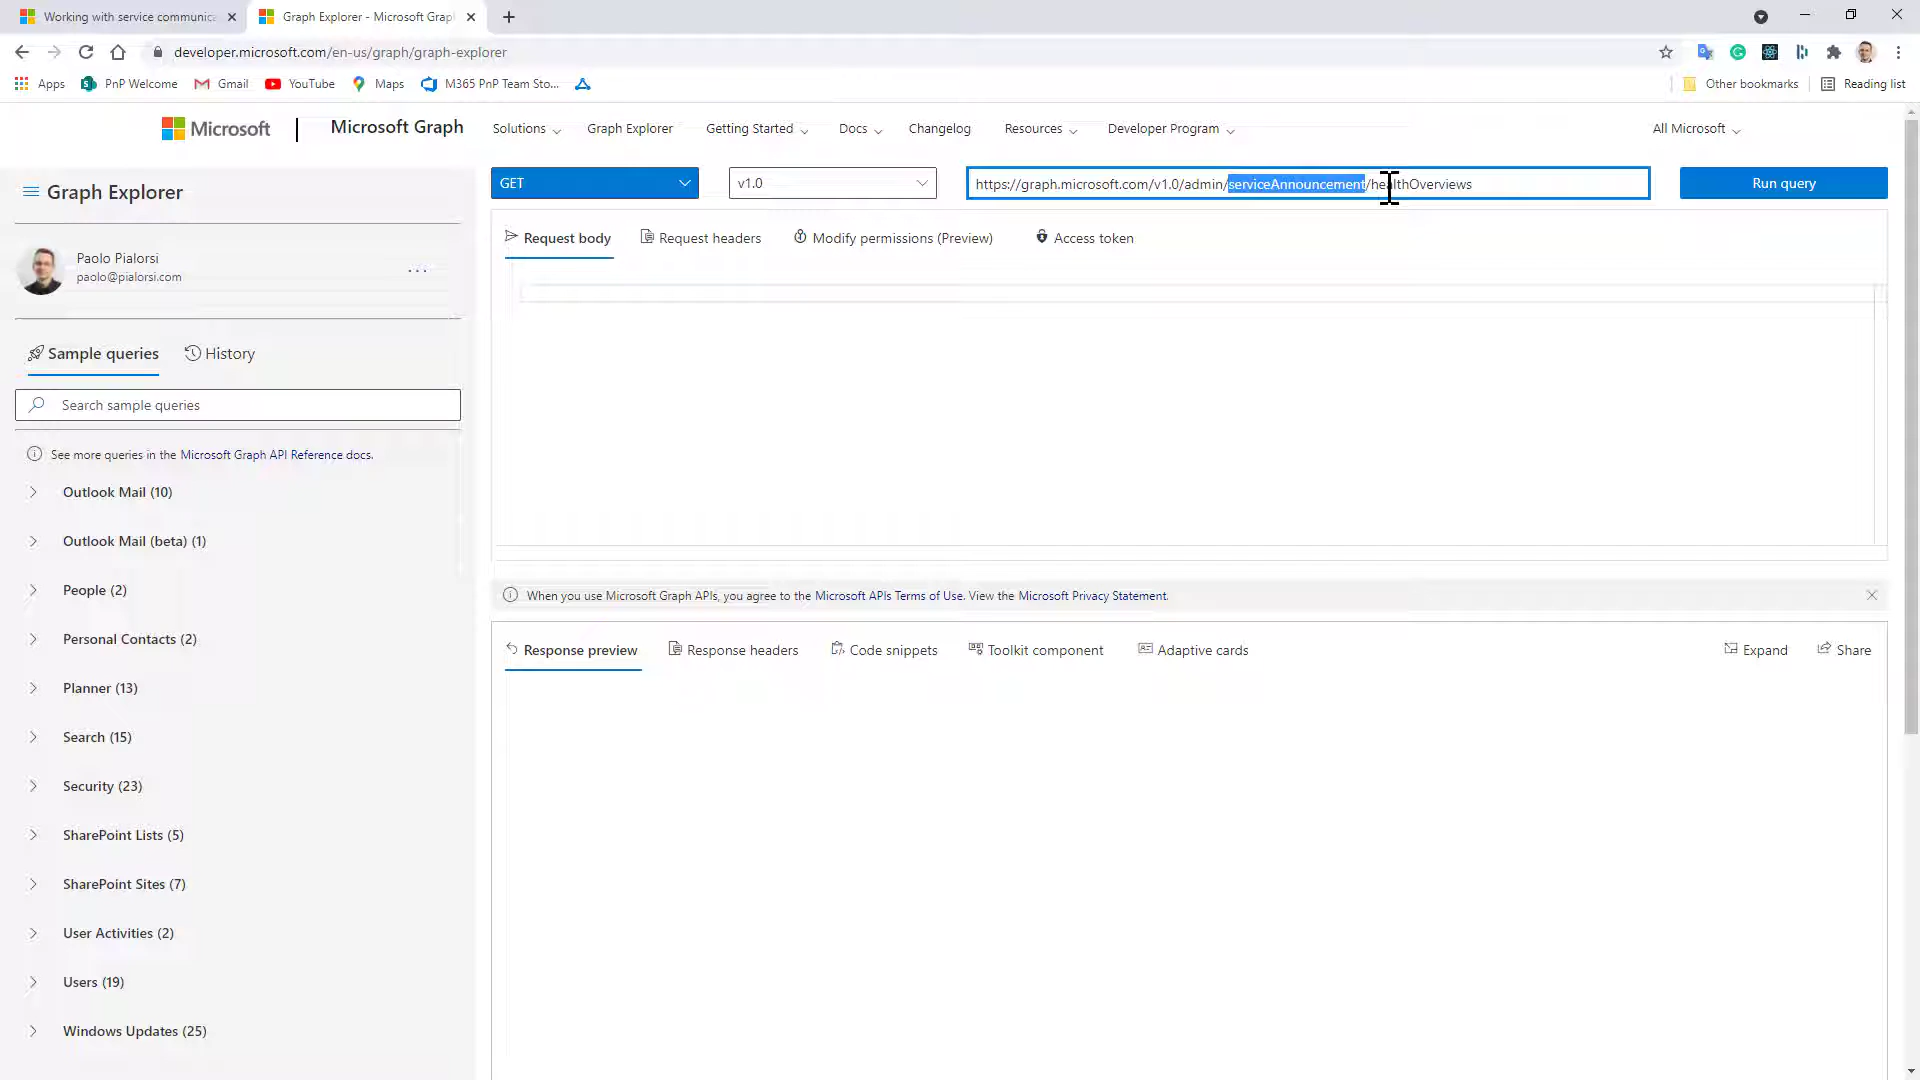 Working with service communica
Graph Explorer - Microsoft Grap
developer.microsoft.com/en-us/graph/graph-explorer
Apps
PnP Welcome
Gmail
YouTube
Maps
M365 PnP Team Sto...
Other bookmarks
Reading list
Microsoft
Microsoft Graph
Solutions
Graph Explorer
Getting Started
Docs
Changelog
Resources
Developer Program
All Microsoft
Graph Explorer
GET
v1.0
https://graph.microsoft.com/v1.0/admin/serviceAnnouncement/healthOverviews
Run query
Request body
Request headers
Modify permissions (Preview)
Access token
Paolo Pialorsi
paolo@pialorsi.com
...
Sample queries
History
Search sample queries
See more queries in the Microsoft Graph API Reference docs.
Outlook Mail (10)
Outlook Mail (beta) (1)
People (2)
Personal Contacts (2)
Planner (13)
Search (15)
Security (23)
SharePoint Lists (5)
SharePoint Sites (7)
User Activities (2)
Users (19)
Windows Updates (25)
When you use Microsoft Graph APIs, you agree to the Microsoft APIs Terms of Use. View the Microsoft Privacy Statement.
Response preview
Response headers
Code snippets
Toolkit component
Adaptive cards
Expand
Share